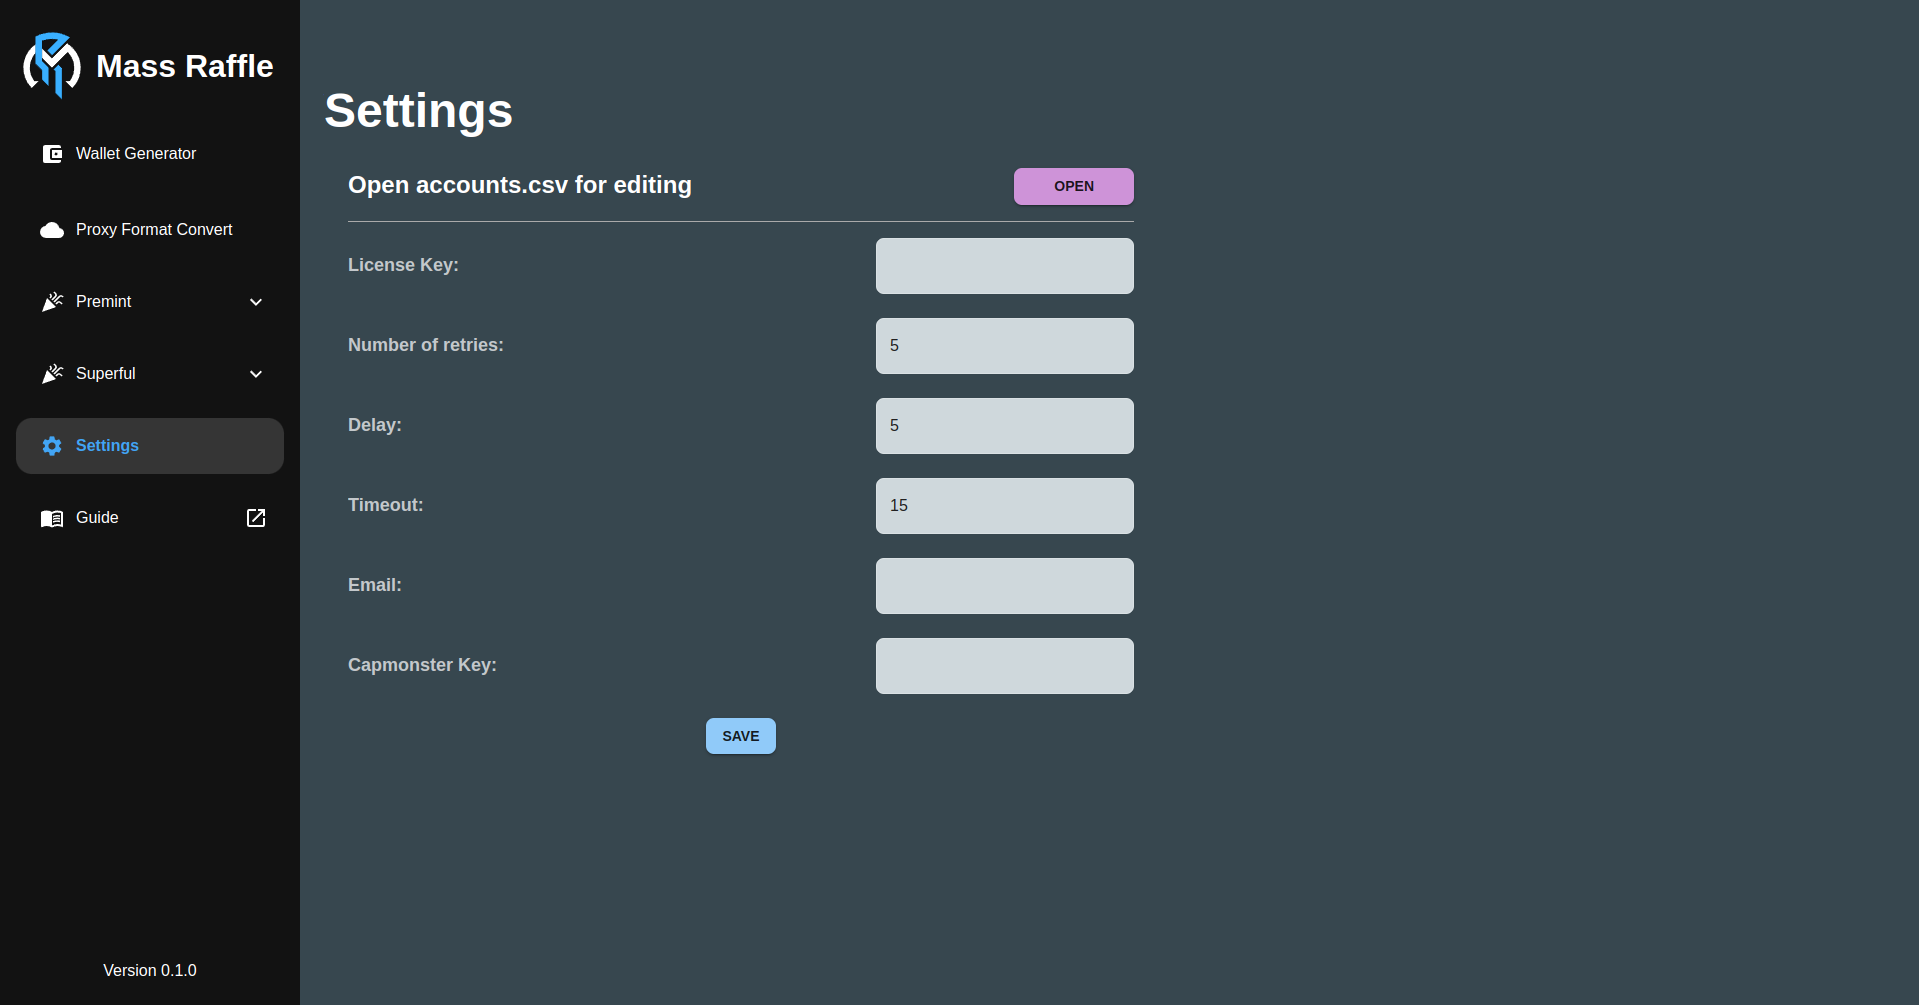 Mass Raffle
Wallet Generator
Proxy Format Convert
Premint
Superful
Settings
Guide
Version 0.1.0
Settings
Open accounts.csv for editing
OPEN
License Key:
Number of retries:
5
Delay:
5
Timeout:
15
Email:
Capmonster Key:
SAVE